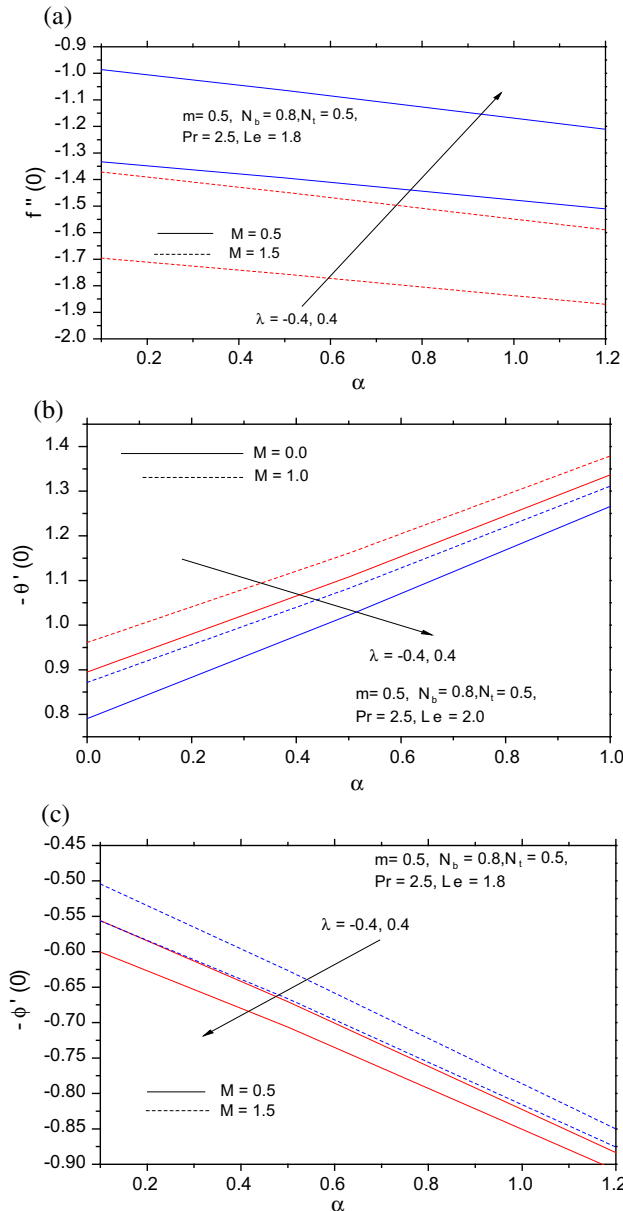 (a)
-0.9
-1.0
-1.1
-1.2
-1.3
-1.4
-1.5
-1.6
-1.7
-1.8
-1.9
-2.0
f '' (0)
m= 0.5, N_b = 0.8,N_t = 0.5,
Pr = 2.5, Le = 1.8
M = 0.5
M = 1.5
λ = -0.4, 0.4
0.2 0.4 0.6 0.8 1.0 1.2
α
(b)
1.4
1.3
1.2
1.1
1.0
0.9
0.8
- θ ' (0)
M = 0.0
M = 1.0
λ = -0.4, 0.4
m= 0.5, N_b = 0.8,N_t = 0.5,
Pr = 2.5, Le = 2.0
0.0 0.2 0.4 0.6 0.8 1.0
α
(c)
-0.45
-0.50
-0.55
-0.60
-0.65
-0.70
-0.75
-0.80
-0.85
-0.90
- ϕ ' (0)
m= 0.5, N_b = 0.8,N_t = 0.5,
Pr = 2.5, Le = 1.8
λ = -0.4, 0.4
M = 0.5
M = 1.5
0.2 0.4 0.6 0.8 1.0 1.2
α